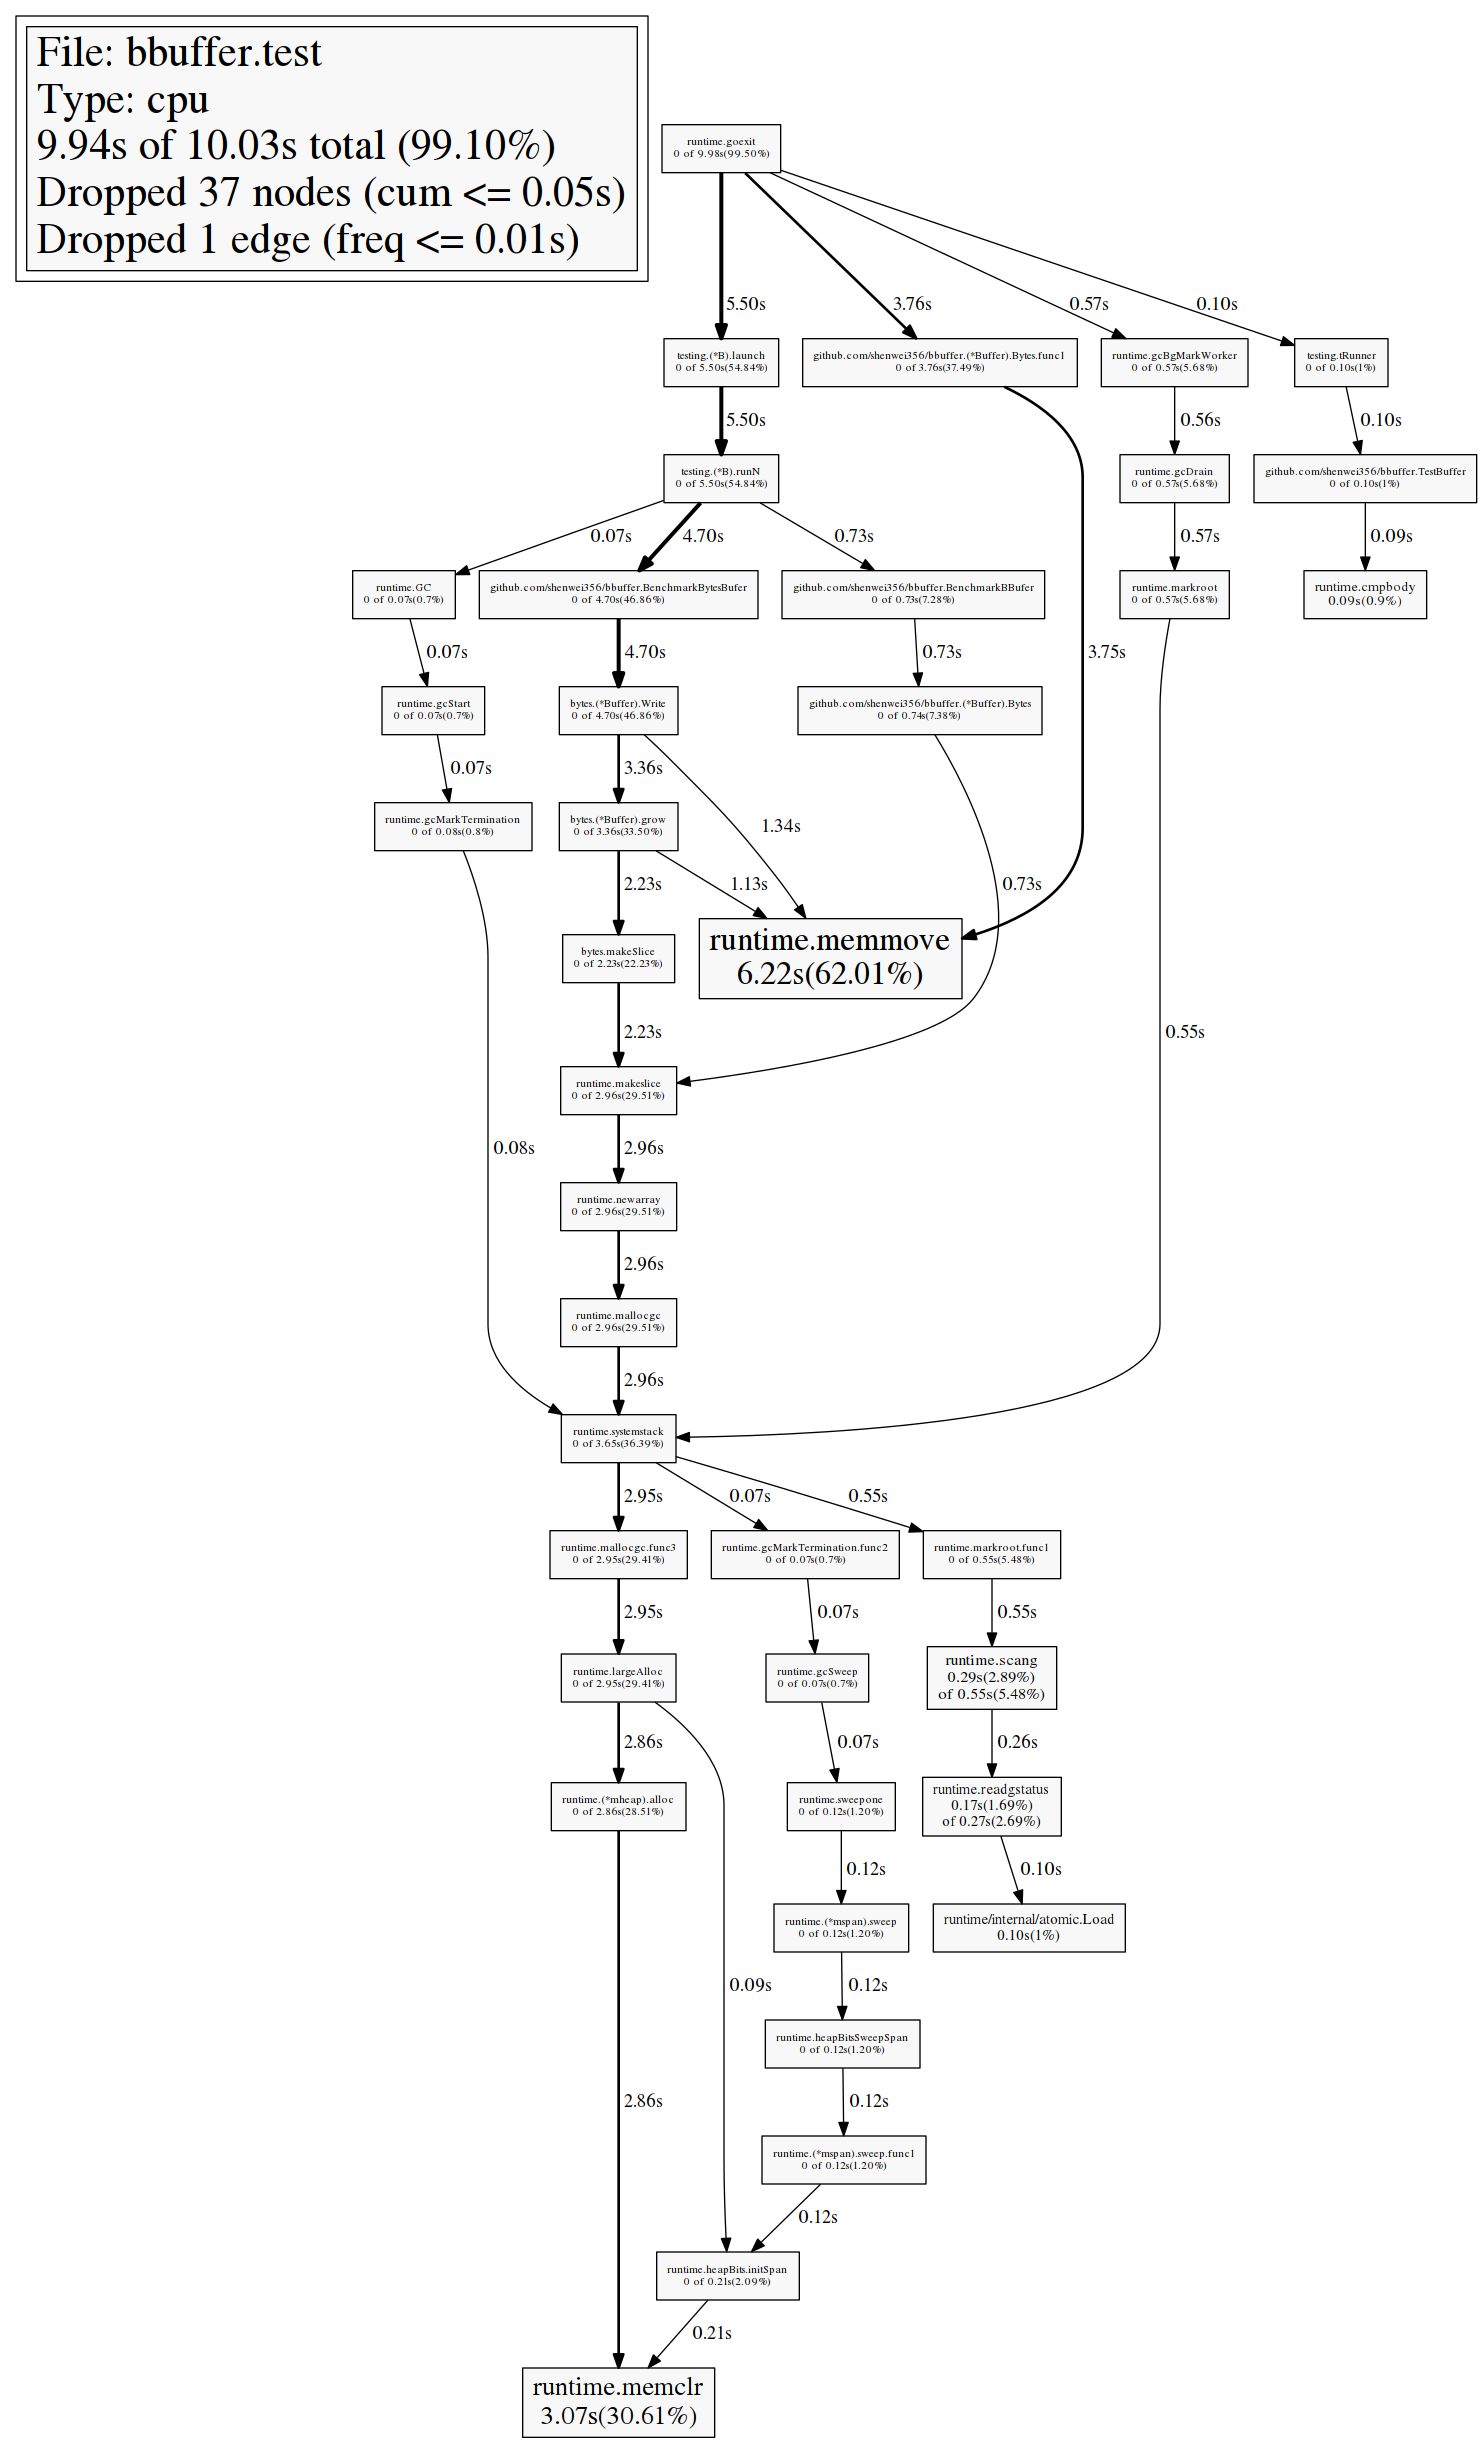 File: bbuffer.test
Type: cpu
9.94s of 10.03s total (99.10%)
Dropped 37 nodes (cum <= 0.05s)
Dropped 1 edge (freq <= 0.01s)
runtime.goexit
0 of 9.98s(99.50%)
5.50s
3.76s
0.57s
0.10s
testing.(*B).launch
0 of 5.50s(54.84%)
github.com/shenwei356/bbuffer.(*Buffer).Bytes.func1
0 of 3.76s(37.49%)
runtime.gcBgMarkWorker
0 of 0.57s(5.68%)
testing.tRunner
0 of 0.10s(1%)
5.50s
0.56s
0.10s
testing.(*B).runN
0 of 5.50s(54.84%)
runtime.gcDrain
0 of 0.57s(5.68%)
github.com/shenwei356/bbuffer.TestBuffer
0 of 0.10s(1%)
0.07s
4.70s
0.73s
0.57s
0.09s
runtime.GC
0 of 0.07s(0.7%)
github.com/shenwei356/bbuffer.BenchmarkBytesBufer
0 of 4.70s(46.86%)
github.com/shenwei356/bbuffer.BenchmarkBBufer
0 of 0.73s(7.28%)
runtime.markroot
0 of 0.57s(5.68%)
runtime.cmpbody
0.09s(0.9%)
0.07s
4.70s
0.73s
3.75s
runtime.gcStart
0 of 0.07s(0.7%)
bytes.(*Buffer).Write
0 of 4.70s(46.86%)
github.com/shenwei356/bbuffer.(*Buffer).Bytes
0 of 0.74s(7.38%)
0.07s
3.36s
1.34s
runtime.gcMarkTermination
0 of 0.08s(0.8%)
bytes.(*Buffer).grow
0 of 3.36s(33.50%)
2.23s
1.13s
0.73s
bytes.makeSlice
0 of 2.23s(22.23%)
runtime.memmove
6.22s(62.01%)
2.23s
0.55s
runtime.makeslice
0 of 2.96s(29.51%)
0.08s
2.96s
runtime.newarray
0 of 2.96s(29.51%)
2.96s
runtime.mallocgc
0 of 2.96s(29.51%)
2.96s
runtime.systemstack
0 of 3.65s(36.39%)
2.95s
0.07s
0.55s
runtime.mallocgc.func3
0 of 2.95s(29.41%)
runtime.gcMarkTermination.func2
0 of 0.07s(0.7%)
runtime.markroot.func1
0 of 0.55s(5.48%)
2.95s
0.07s
0.55s
runtime.largeAlloc
0 of 2.95s(29.41%)
runtime.gcSweep
0 of 0.07s(0.7%)
runtime.scang
0.29s(2.89%)
of 0.55s(5.48%)
2.86s
0.07s
0.26s
runtime.(*mheap).alloc
0 of 2.86s(28.51%)
runtime.sweepone
0 of 0.12s(1.20%)
runtime.readgstatus
0.17s(1.69%)
of 0.27s(2.69%)
0.12s
0.10s
runtime.(*mspan).sweep
0 of 0.12s(1.20%)
runtime/internal/atomic.Load
0.10s(1%)
0.09s
0.12s
runtime.heapBitsSweepSpan
0 of 0.12s(1.20%)
2.86s
0.12s
runtime.(*mspan).sweep.func1
0 of 0.12s(1.20%)
0.12s
runtime.heapBits.initSpan
0 of 0.21s(2.09%)
0.21s
runtime.memclr
3.07s(30.61%)